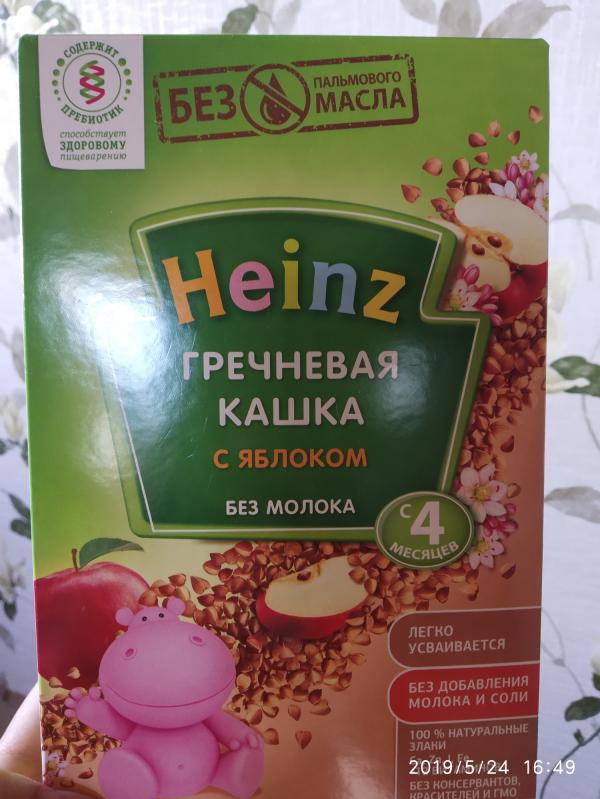 СОДЕРЖИТ
ПРЕБИОТИК
способствует
ЗДОРОВОМУ
пищеварению
БЕЗ ПАЛЬМОВОГО
МАСЛА
Heinz
ГРЕЧНЕВАЯ
КАШКА
С ЯБЛОКОМ
БЕЗ МОЛОКА
С 4
МЕСЯЦЕВ
ЛЕГКО
УСВАИВАЕТСЯ
БЕЗ ДОБАВЛЕНИЯ
МОЛОКА И СОЛИ
100 % НАТУРАЛЬНЫЕ
ЗЛАКИ
2019/5/24 16:49
БЕЗ КОНСЕРВАНТОВ,
КРАСИТЕЛЕЙ И ГМО